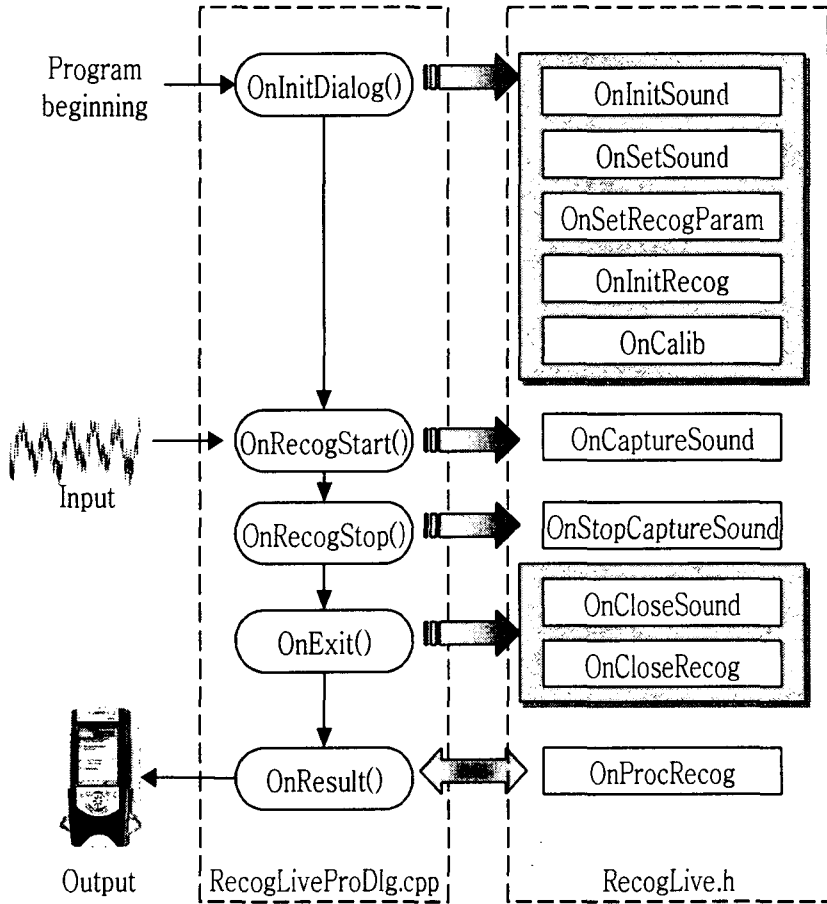 Program
beginning
OnInitDialog()
OnInitSound
OnSetSound
OnSetRecogParam
OnInitRecog
OnCalib
Input
OnRecogStart()
OnCaptureSound
OnRecogStop()
OnStopCaptureSound
OnExit()
OnCloseSound
OnCloseRecog
OnResult()
OnProcRecog
Output
RecogLiveProDlg.cpp
RecogLive.h